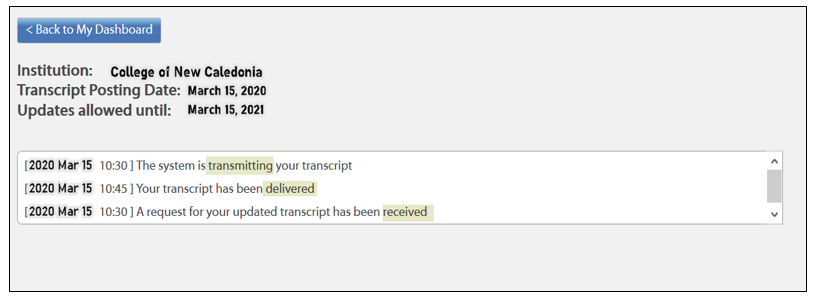 < Back to My Dashboard
Institution: College of New Caledonia
Transcript Posting Date: March 15, 2020
Updates allowed until: March 15, 2021
[2020 Mar 15 10:30 ] The system is transmitting your transcript
[2020 Mar 15 10:45 ] Your transcript has been delivered
[2020 Mar 15 10:30 ] A request for your updated transcript has been received